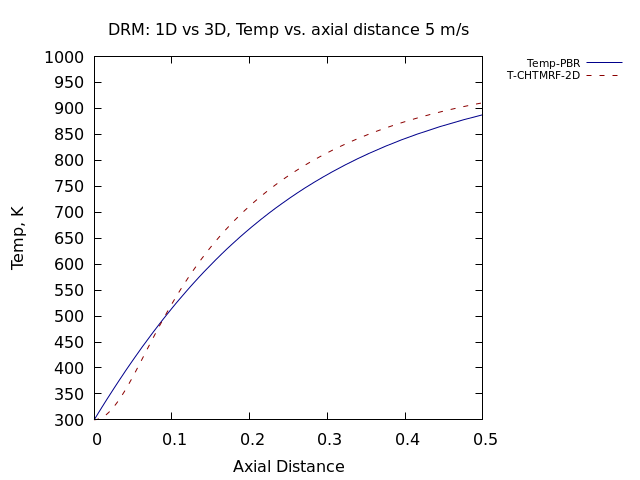 DRM: 1D vs 3D, Temp vs. axial distance 5 m/s
Temp-PBR
T-CHTMRF-2D
1000
950
900
850
800
750
700
650
600
550
500
450
400
350
300
Temp, K
0 0.1 0.2 0.3 0.4 0.5
Axial Distance